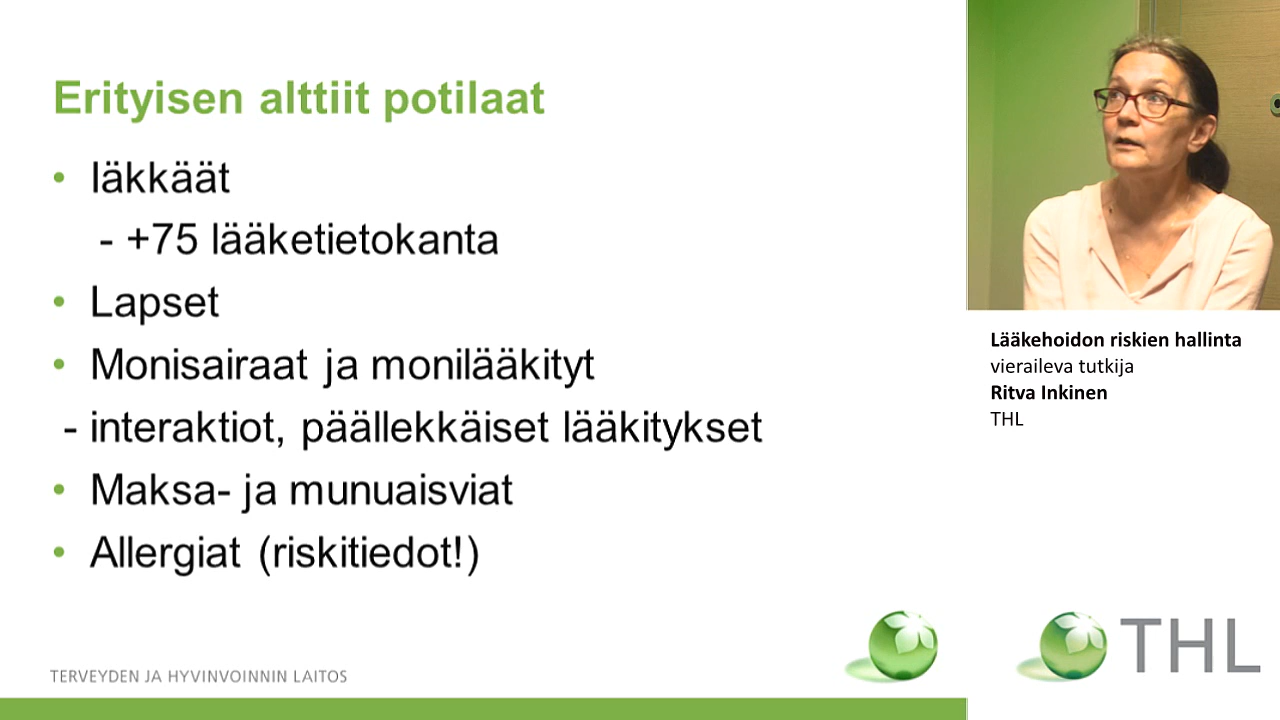 Erityisen alttiit potilaat
• Iäkkäät
- +75 lääketietokanta
• Lapset
• Monisairaat ja monilääkityt
- interaktiot, päällekkäiset lääkitykset
• Maksa- ja munuaisviat
• Allergiat (riskitiedot!)
TERVEYDEN JA HYVINVOINNIN LAITOS
Lääkehoidon riskien hallinta
vieraileva tutkija
Ritva Inkinen
THL
THL